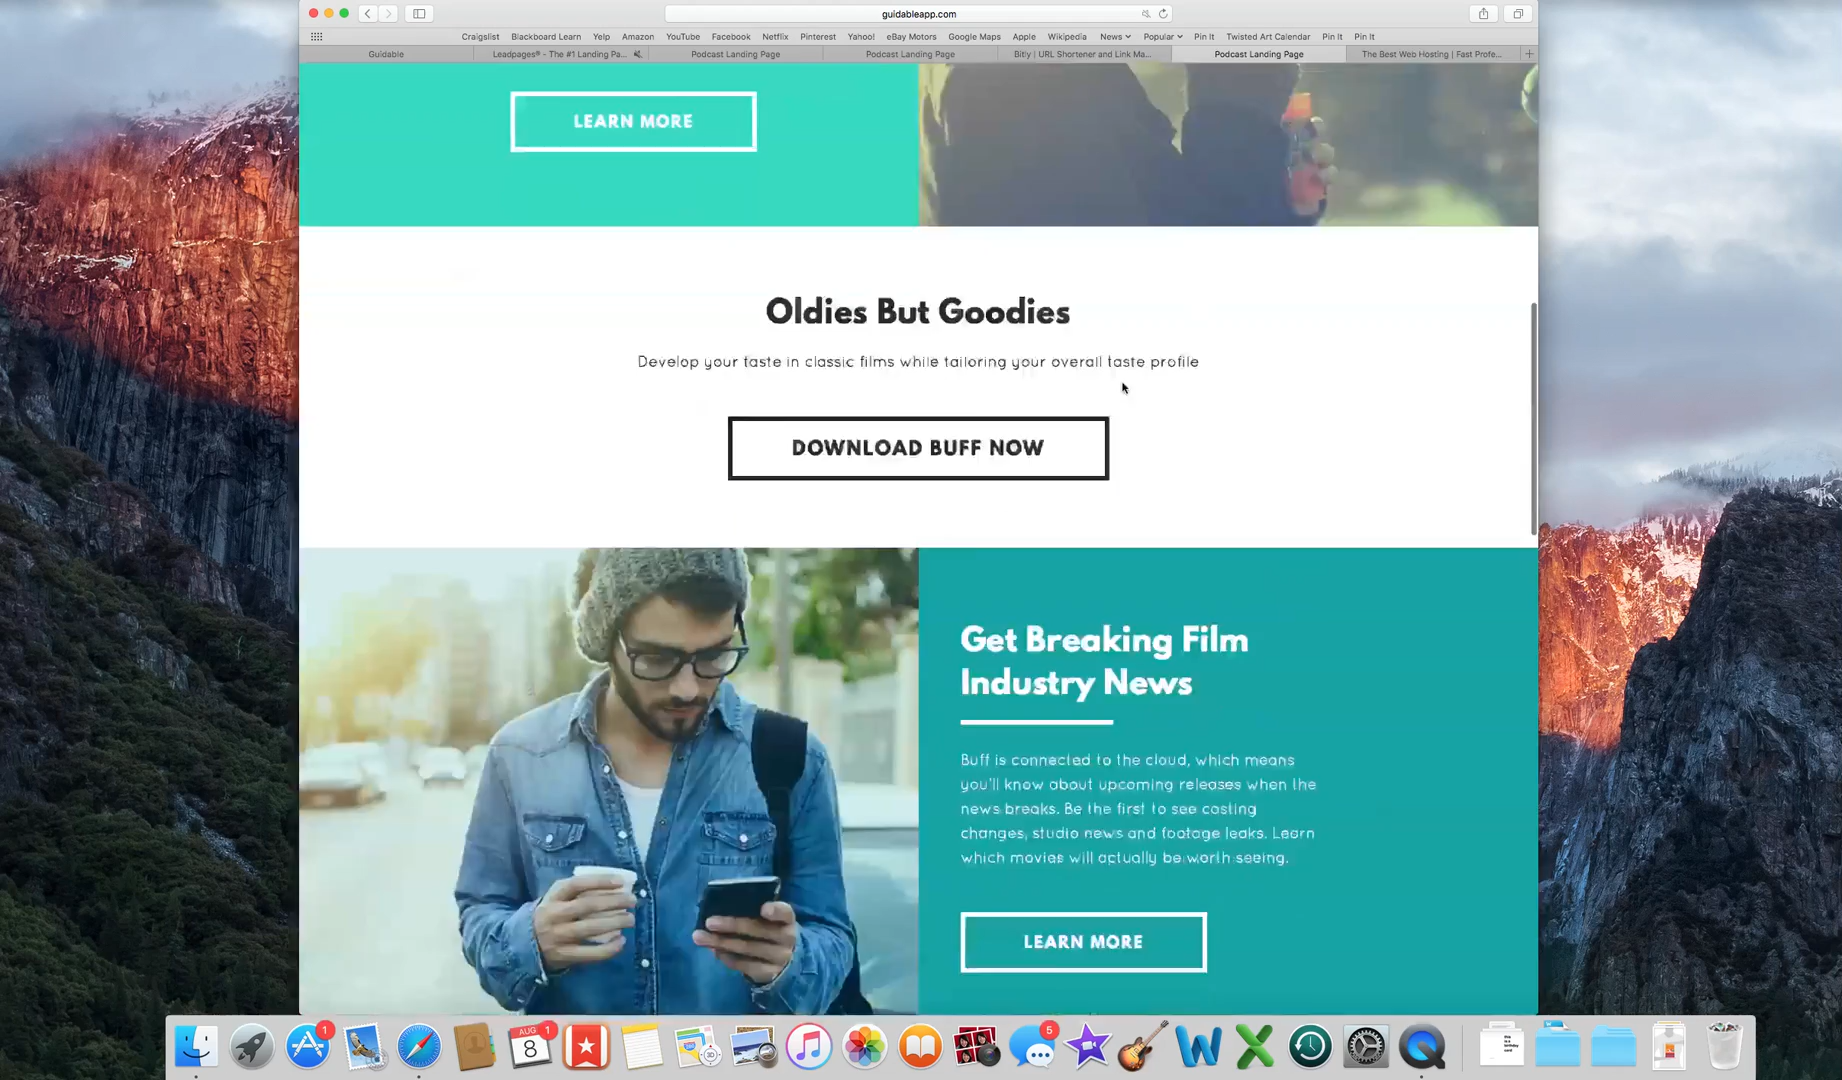 guidableapp.com
Craigslist Blackboard Learn Yelp Amazon YouTube Facebook Netflix Pinterest Yahoo! eBay Motors Google Maps Apple Wikipedia News Popular Pin It Twisted Art Calendar Pin It Pin It
Guidable Leadpages® - The #1 Landing Pa... Podcast Landing Page Podcast Landing Page Bitly | URL Shortener and Link Ma... Podcast Landing Page The Best Web Hosting | Fast Profe...
LEARN MORE
Oldies But Goodies
Develop your taste in classic films while tailoring your overall taste profile
DOWNLOAD BUFF NOW
Get Breaking Film
Industry News
Buff is connected to the cloud, which means
you'll know about upcoming releases when the
news breaks. Be the first to see casting
changes, studio news and footage leaks. Learn
which movies will actually be worth seeing.
LEARN MORE
1
AUG
8
1
5